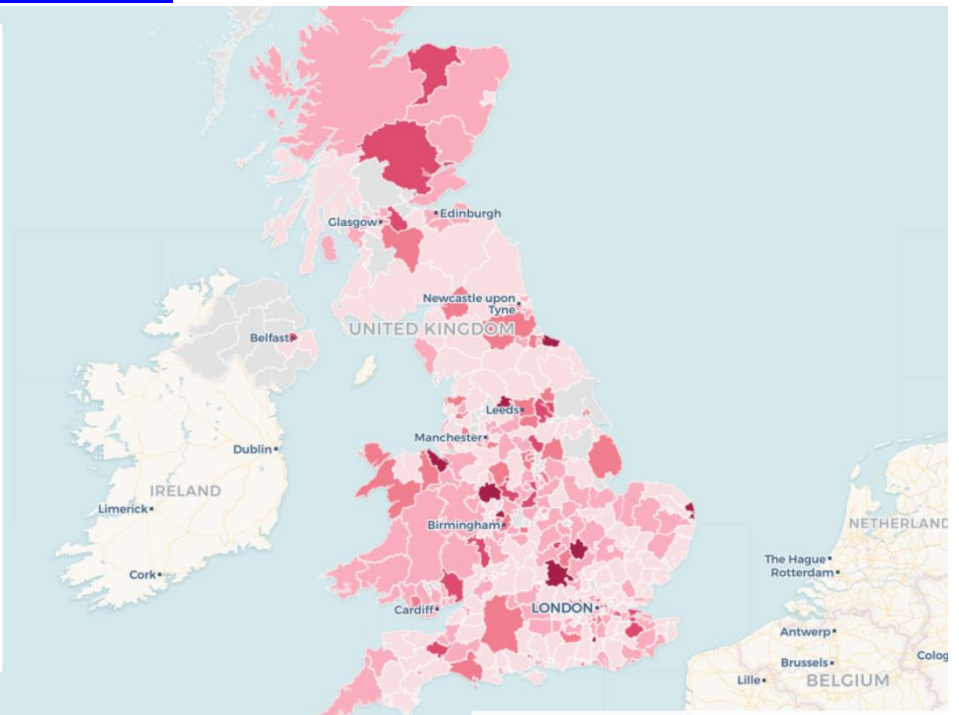 Glasgow
Edinburgh
Newcastle upon
Tyne
UNITED KINGDOM
Belfast
Leeds
Manchester
Dublin
IRELAND
Limerick
Birmingham
NETHERLAND
The Hague
Rotterdam
Cork
Cardiff
LONDON
Antwerp
Brussels
Colog
Lille
BELGIUM